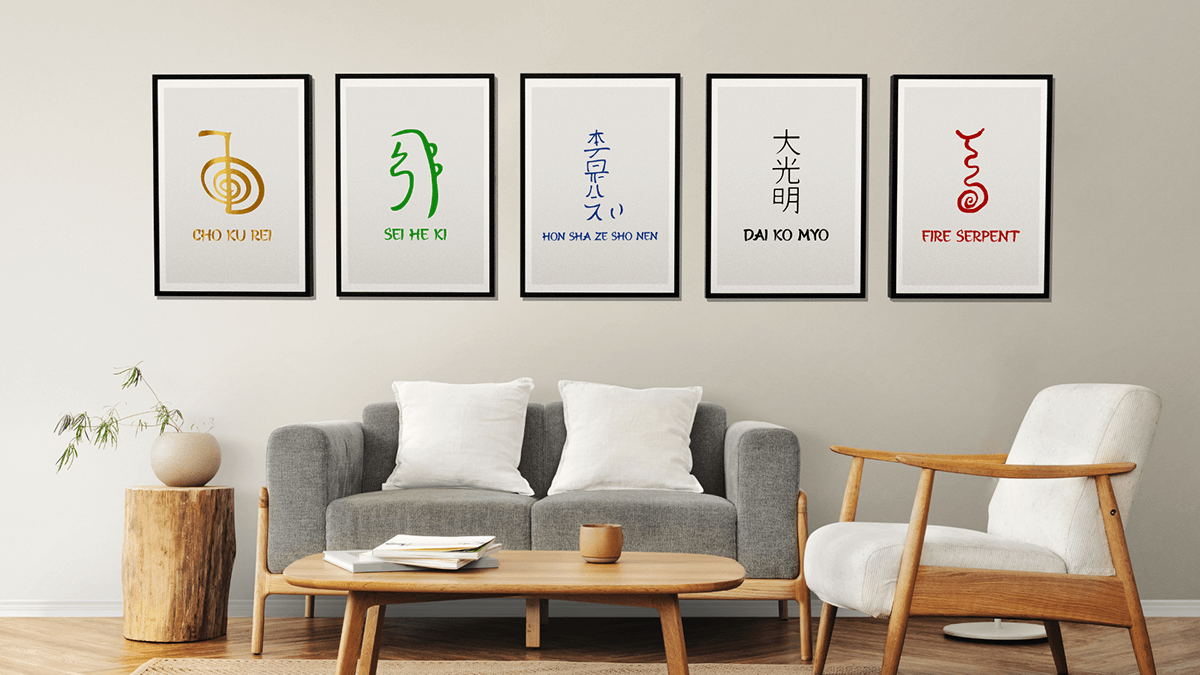 CHO KU REI
SEI HE KI
HON SHA ZE SHO NEN
大光明
DAI KO MYO
FIRE SERPENT